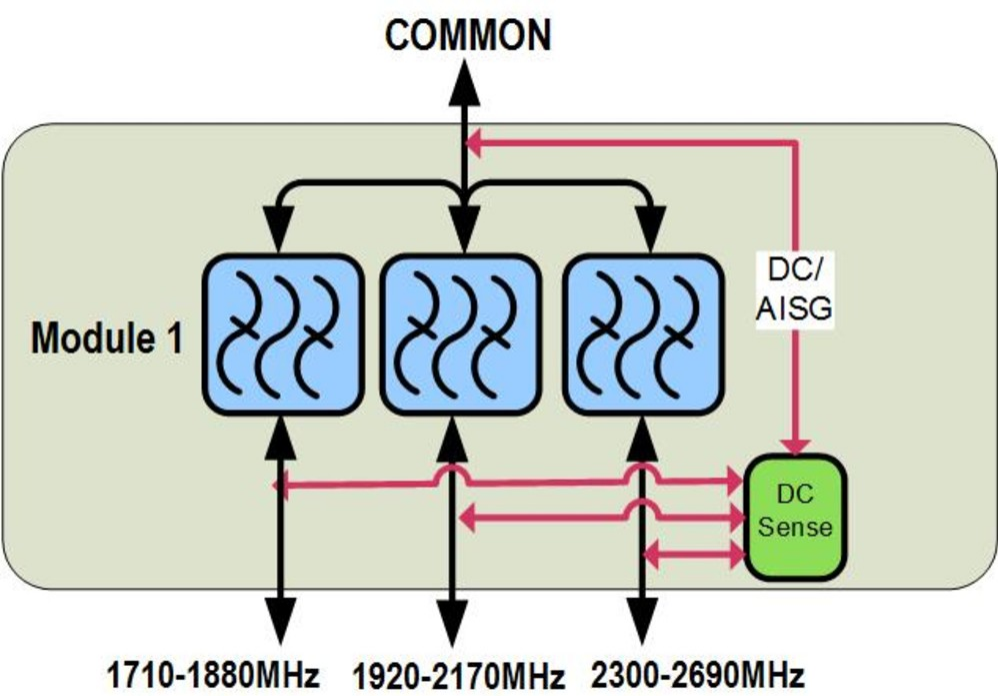 COMMON
DC/
AISG
Module 1
DC
Sense
1710-1880MHz 1920-2170MHz 2300-2690MHz